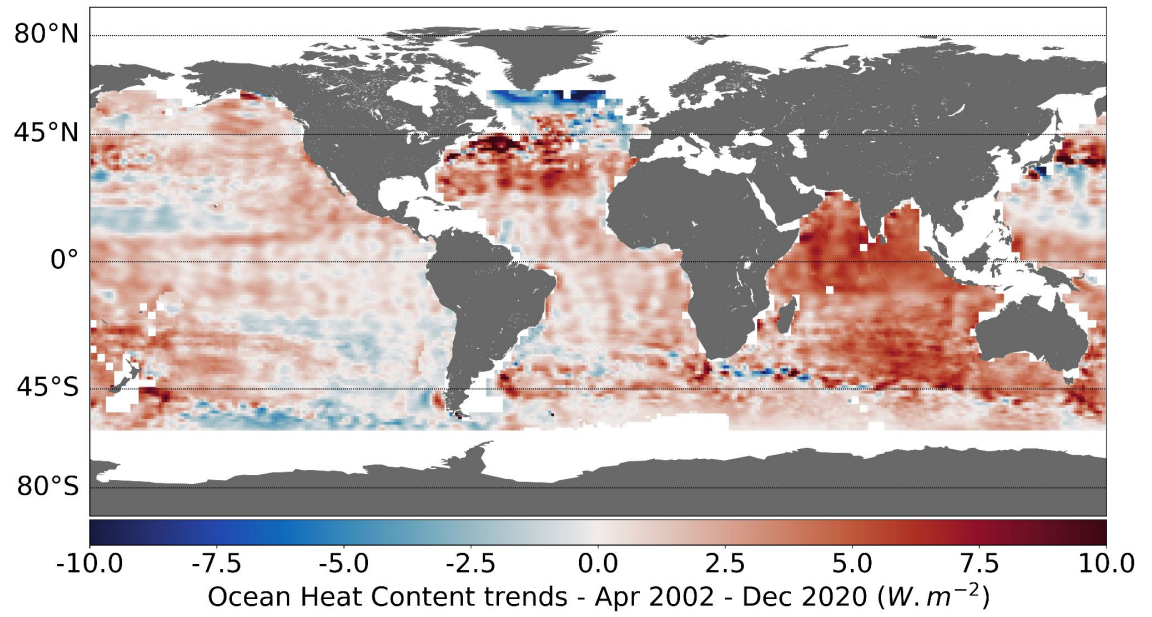 80°N
45°N
0°
45°S
80°S
-10.0 -7.5 -5.0 -2.5 0.0 2.5 5.0 7.5 10.0
Ocean Heat Content trends - Apr 2002 - Dec 2020 (W.m⁻²)